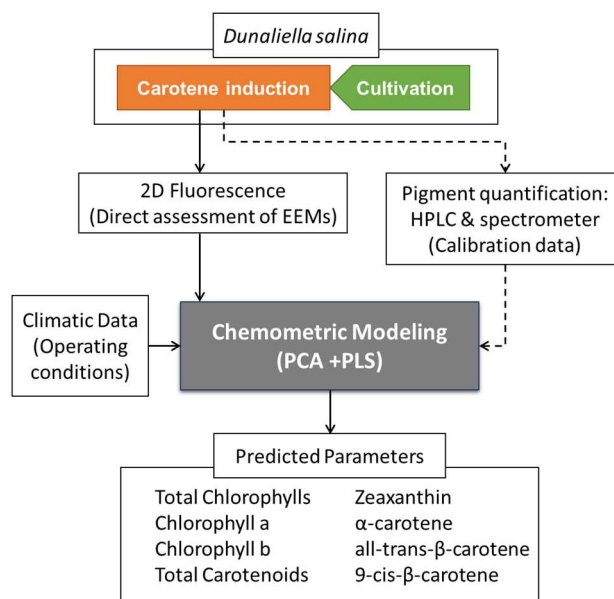 Dunaliella salina
Carotene induction
Cultivation
2D Fluorescence
(Direct assessment of EEMs)
Pigment quantification:
HPLC & spectrometer
(Calibration data)
Climatic Data
(Operating
conditions)
Chemometric Modeling
(PCA +PLS)
Predicted Parameters
Total Chlorophylls
Chlorophyll a
Chlorophyll b
Total Carotenoids
Zeaxanthin
α-carotene
all-trans-β-carotene
9-cis-β-carotene